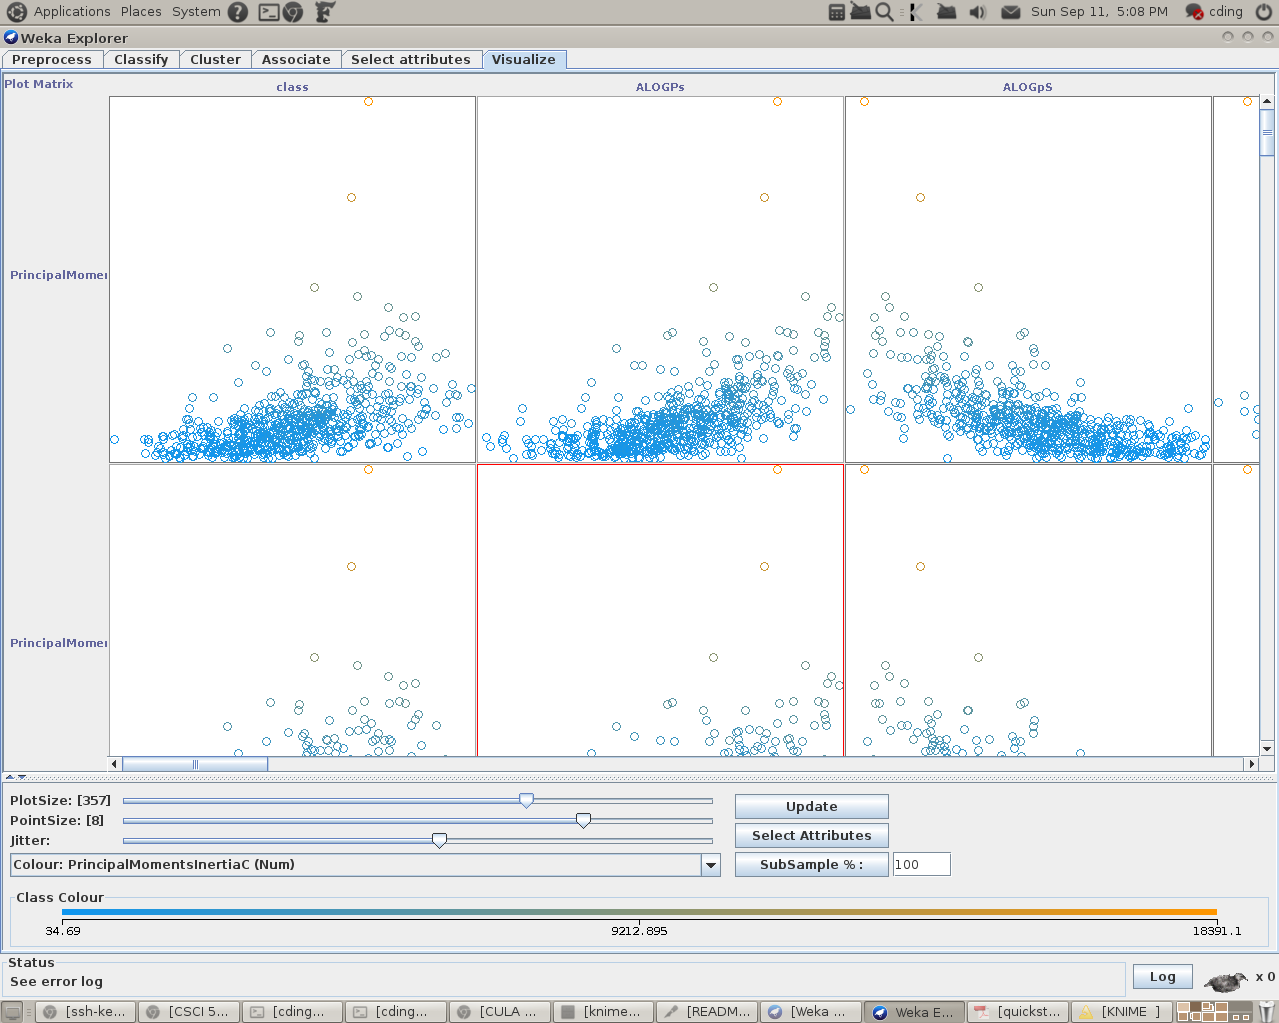 Applications Places System Sun Sep 11, 5:08 PM cding
Weka Explorer
Preprocess Classify Cluster Associate Select attributes Visualize
Plot Matrix
class ALOGPs ALOGpS
PrincipalMomer
PrincipalMomer
PlotSize: [357]
Update
PointSize: [8]
Jitter:
Select Attributes
Colour: PrincipalMomentsInertiaC (Num)
SubSample % : 100
Class Colour
34.69 9212.895 18391.1
Status
See error log
Log x 0
[ssh-ke... [CSCI 5... [cding... [cding... [CULA ... [knime... [READM... [Weka ... Weka E... [quickst... [KNIME ]